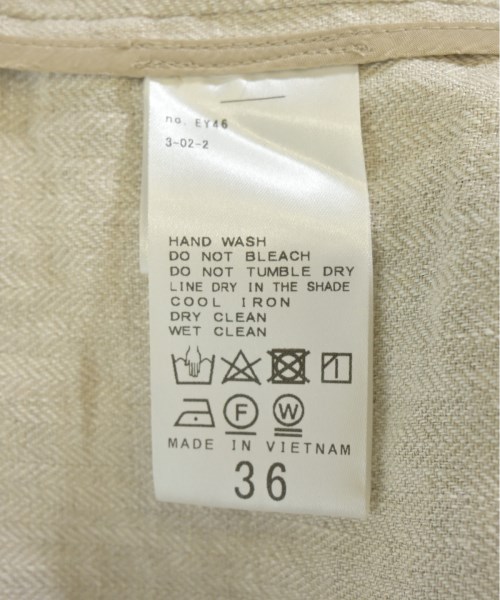 no. EY46
3-02-2
HAND WASH
DO NOT BLEACH
DO NOT TUMBLE DRY
LINE DRY IN THE SHADE
COOL IRON
DRY CLEAN
WET CLEAN
F W
MADE IN VIETNAM
36